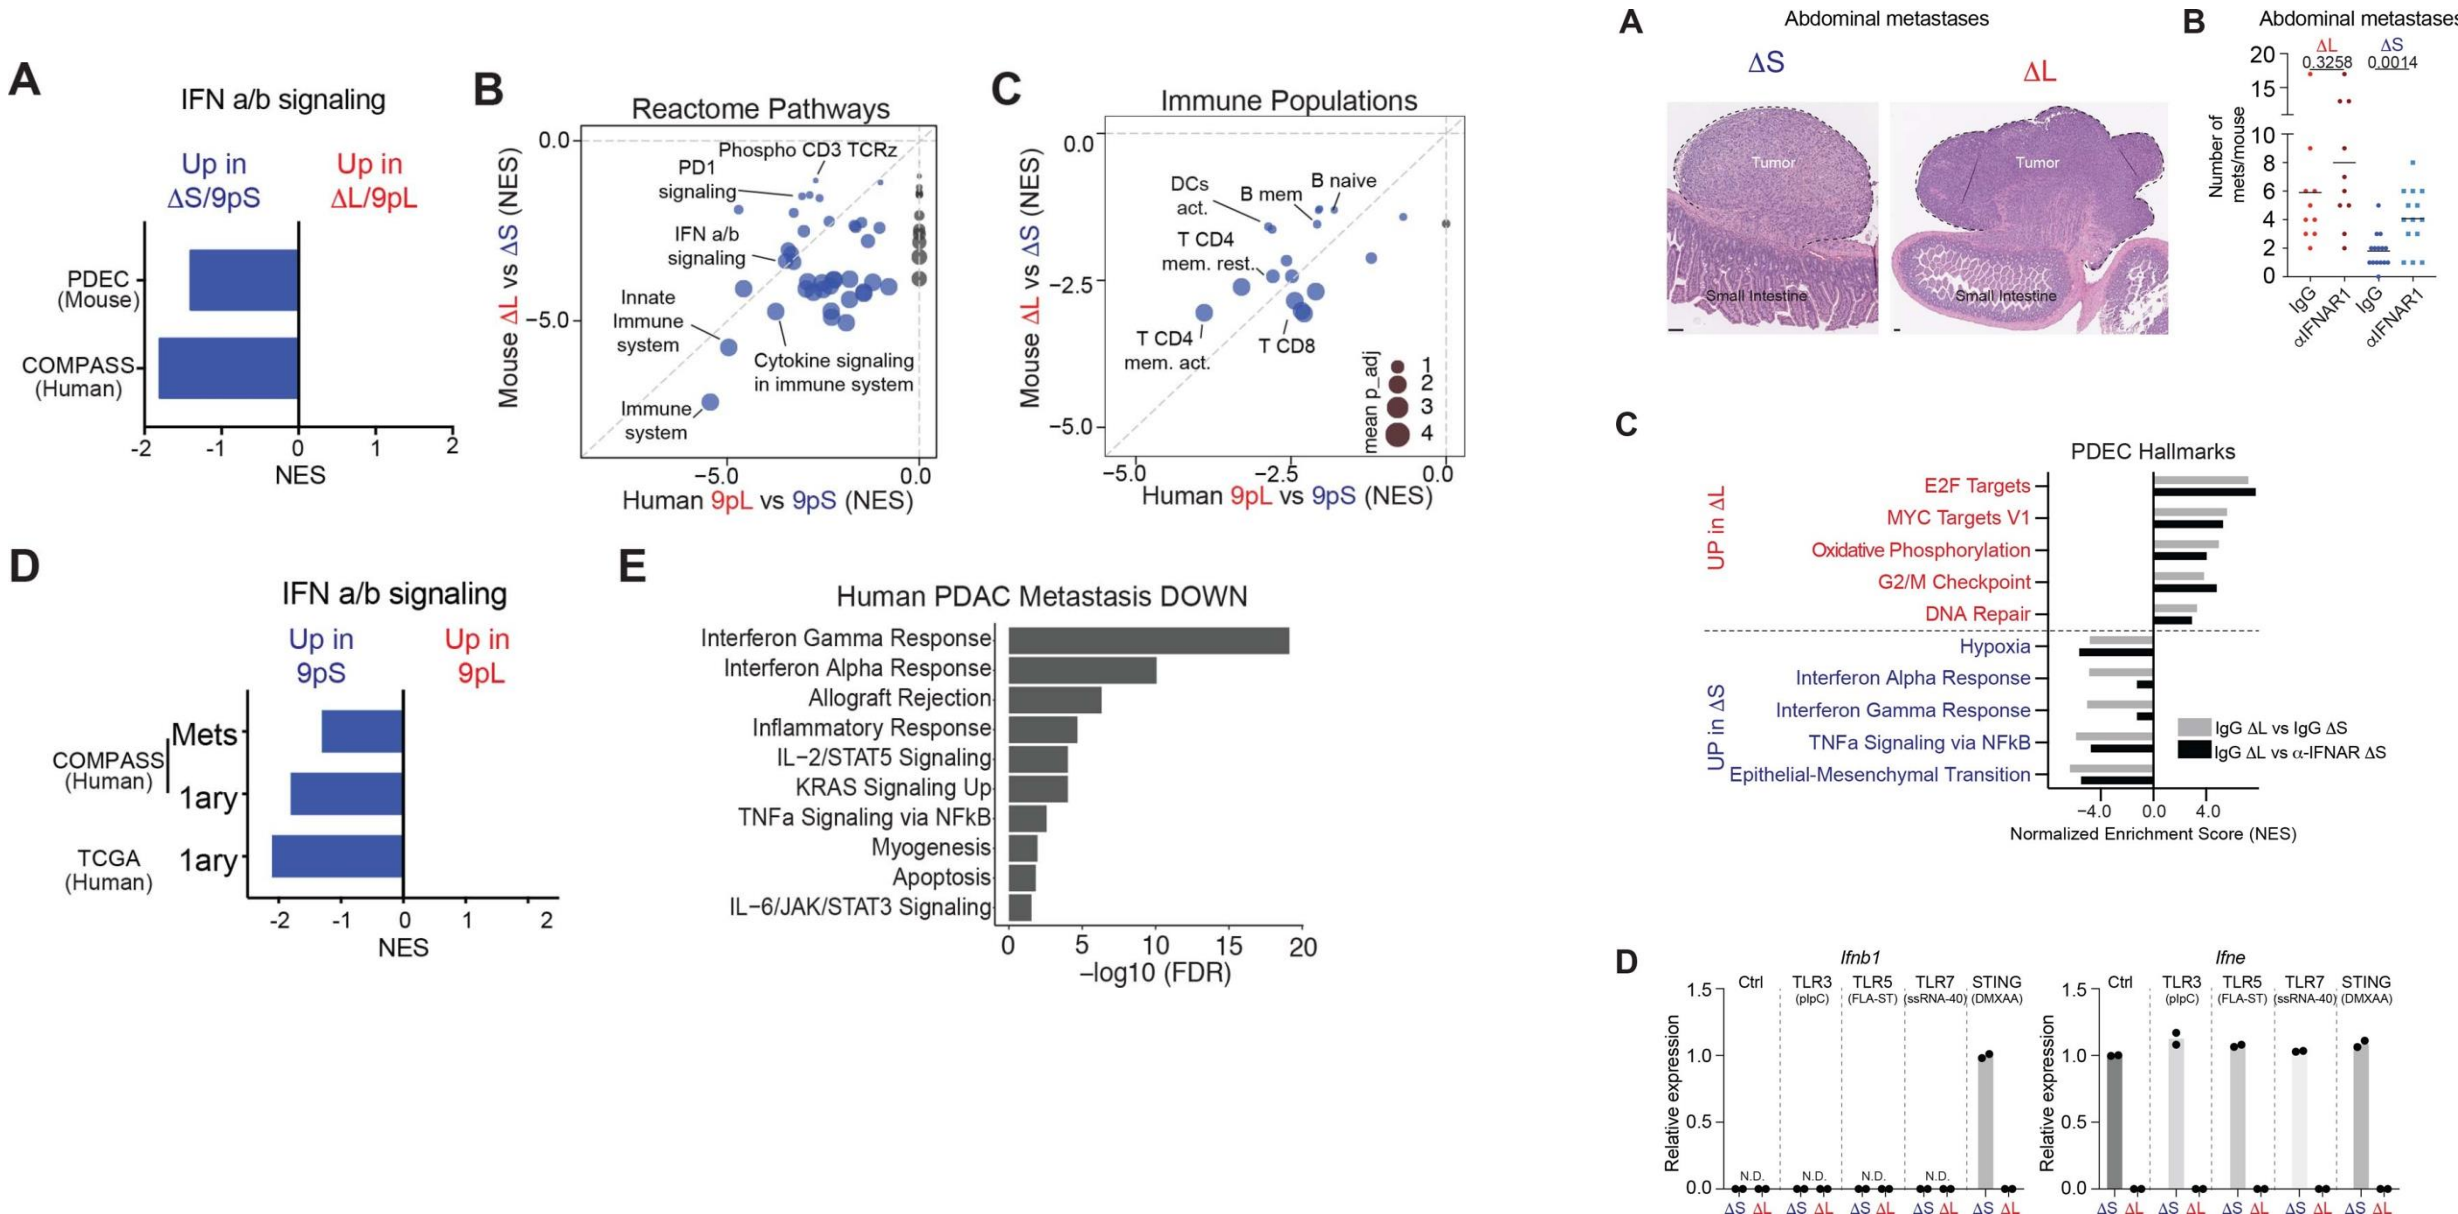 A
IFN a/b signaling
Up in
ΔS/9pS
Up in
ΔL/9pL
PDEC
(Mouse)
COMPASS
(Human)
-2
-1
0
1
2
NES
B
Reactome Pathways
Mouse ΔL vs ΔS (NES)
0.0
−5.0
Phospho CD3 TCRz
PD1
signaling
IFN a/b
signaling
Innate
Immune
system
Cytokine signaling
in immune system
Immune
system
−5.0
0.0
Human 9pL vs 9pS (NES)
C
Immune Populations
Mouse ΔL vs ΔS (NES)
0.0
−2.5
−5.0
DCs
act.
B mem
B naive
T CD4
mem. rest.
T CD4
mem. act.
T CD8
mean p_adj
1
2
3
4
−5.0
−2.5
0.0
Human 9pL vs 9pS (NES)
D
IFN a/b signaling
Up in
9pS
Up in
9pL
COMPASS
(Human)
Mets
1ary
TCGA
(Human)
1ary
-2
-1
0
1
2
NES
E
Human PDAC Metastasis DOWN
Interferon Gamma Response
Interferon Alpha Response
Allograft Rejection
Inflammatory Response
IL−2/STAT5 Signaling
KRAS Signaling Up
TNFa Signaling via NFkB
Myogenesis
Apoptosis
IL−6/JAK/STAT3 Signaling
0
5
10
15
20
−log10 (FDR)
A
Abdominal metastases
ΔS
ΔL
Tumor
Small Intestine
Tumor
Small Intestine
B
Abdominal metastases
ΔL
ΔS
0.3258
0.0014
Number of
mets/mouse
20
15
10
8
6
4
2
0
IgG
αIFNAR1
IgG
αIFNAR1
C
PDEC Hallmarks
UP in ΔL
E2F Targets
MYC Targets V1
Oxidative Phosphorylation
G2/M Checkpoint
DNA Repair
UP in ΔS
Hypoxia
Interferon Alpha Response
Interferon Gamma Response
TNFa Signaling via NFkB
Epithelial-Mesenchymal Transition
IgG ΔL vs IgG ΔS
IgG ΔL vs α-IFNAR ΔS
−4.0
0.0
4.0
Normalized Enrichment Score (NES)
D
Ifnb1
Relative expression
1.5
1.0
0.5
0.0
Ctrl
TLR3
(pIpC)
TLR5
(FLA-ST)
TLR7
(ssRNA-40)
STING
(DMXAA)
N.D.
N.D.
N.D.
N.D.
ΔS ΔL
ΔS ΔL
ΔS ΔL
ΔS ΔL
ΔS ΔL
Ifne
Relative expression
1.5
1.0
0.5
0.0
Ctrl
TLR3
(pIpC)
TLR5
(FLA-ST)
TLR7
(ssRNA-40)
STING
(DMXAA)
ΔS ΔL
ΔS ΔL
ΔS ΔL
ΔS ΔL
ΔS ΔL